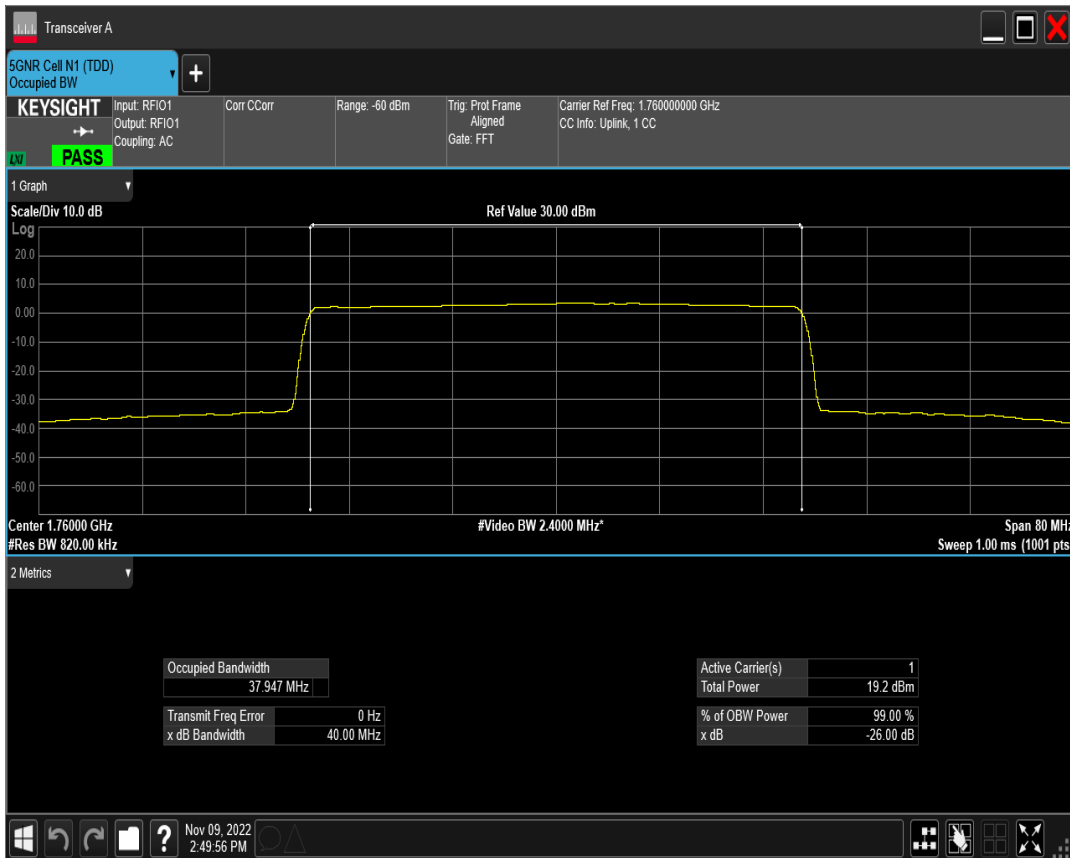 Transceiver A
5GNR Cell N1 (TDD)
Occupied BW
+
KEYSIGHT
LXI
PASS
Input: RFIO1
Output: RFIO1
Coupling: AC
Corr CCorr
Range: -60 dBm
Trig: Prot Frame
Aligned
Gate: FFT
Carrier Ref Freq: 1.760000000 GHz
CC Info: Uplink, 1 CC
1 Graph
Scale/Div 10.0 dB
Ref Value 30.00 dBm
Log
20.0
10.0
0.00
-10.0
-20.0
-30.0
-40.0
-50.0
-60.0
Center 1.76000 GHz
#Video BW 2.4000 MHz*
Span 80 MHz
#Res BW 820.00 kHz
Sweep 1.00 ms (1001 pts
2 Metrics
Occupied Bandwidth
37.947 MHz
Transmit Freq Error 0 Hz
x dB Bandwidth 40.00 MHz
Active Carrier(s) 1
Total Power 19.2 dBm
% of OBW Power 99.00 %
x dB -26.00 dB
?
Nov 09, 2022
2:49:56 PM